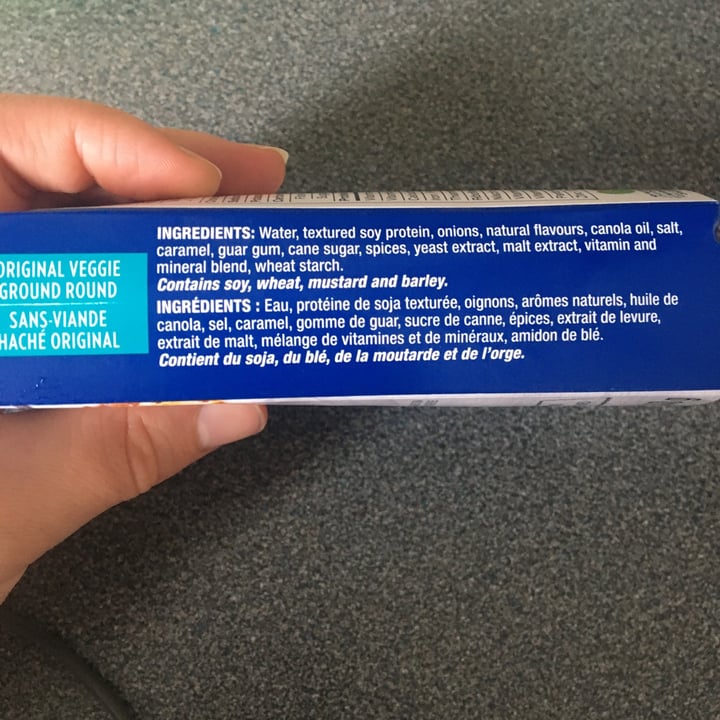 ORIGINAL VEGGIE
GROUND ROUND
SANS-VIANDE
HACHÉ ORIGINAL
INGREDIENTS: Water, textured soy protein, onions, natural flavours, canola oil, salt,
caramel, guar gum, cane sugar, spices, yeast extract, malt extract, vitamin and
mineral blend, wheat starch.
Contains soy, wheat, mustard and barley.
INGRÉDIENTS : Eau, protéine de soja texturée, oignons, arômes naturels, huile de
canola, sel, caramel, gomme de guar, sucre de canne, épices, extrait de levure,
extrait de malt, mélange de vitamines et de minéraux, amidon de blé.
Contient du soja, du blé, de la moutarde et de l'orge.